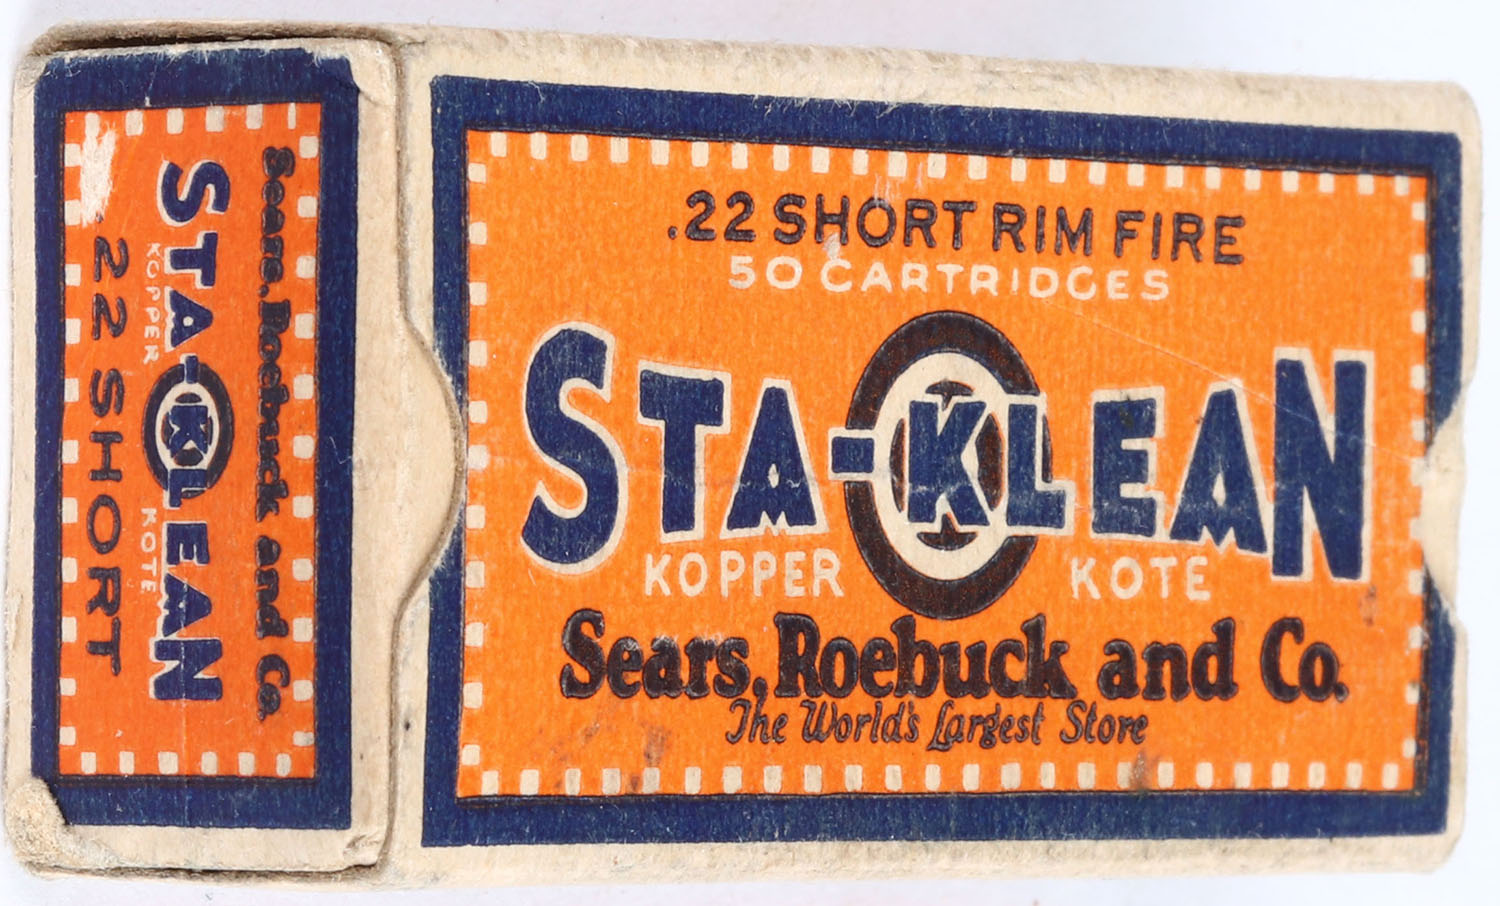 .22 SHORT RIM FIRE
50 CARTRIDGES
STA-KLEAN
KOPPER KOTE
Sears, Roebuck and Co.
The World's Largest Store
Sears, Roebuck and Co.
STA-KLEAN
KOPPER KOTE
.22 SHORT